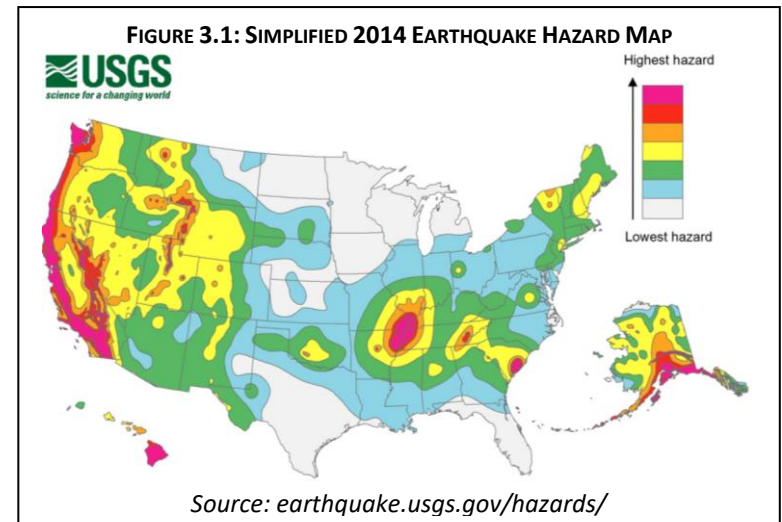 FIGURE 3.1: SIMPLIFIED 2014 EARTHQUAKE HAZARD MAP
USGS
science for a changing world
Highest hazard
Lowest hazard
Source: earthquake.usgs.gov/hazards/